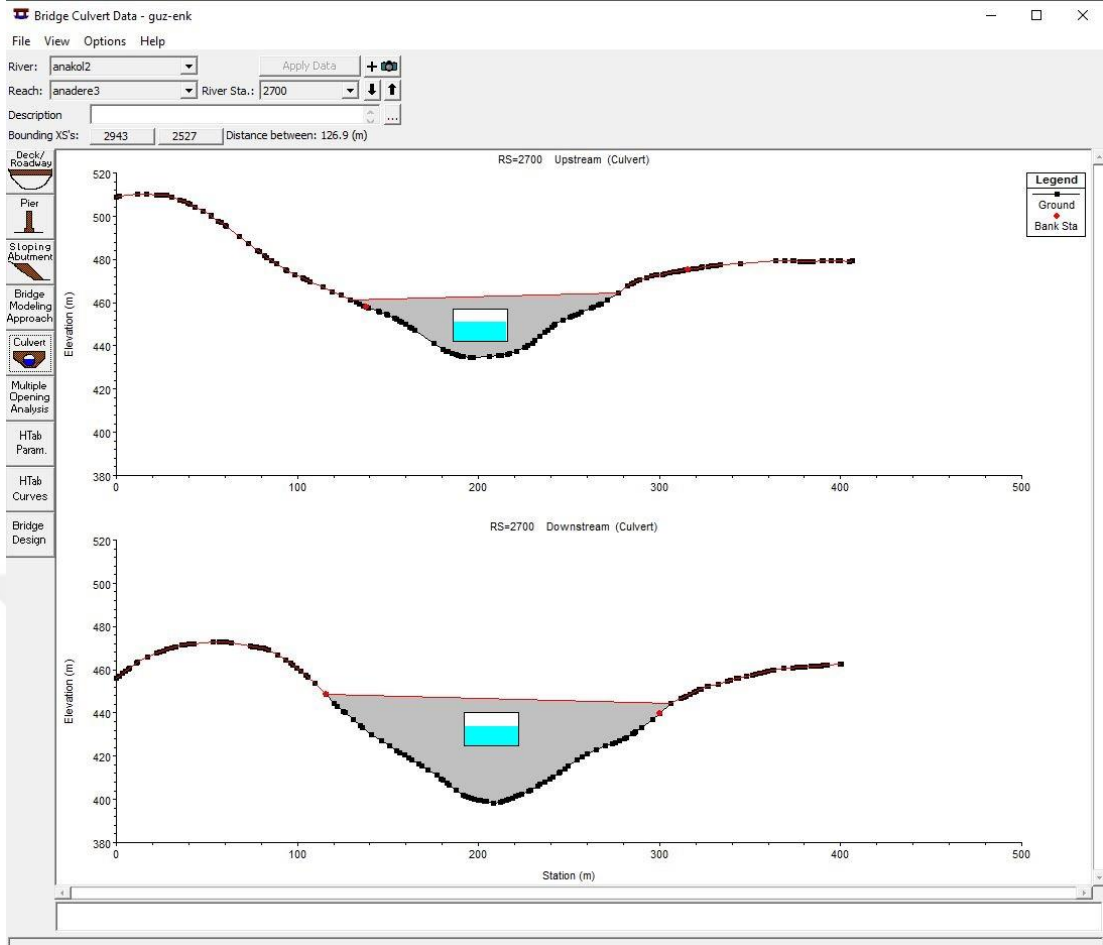 Bridge Culvert Data - guz-enk
File View Options Help
River: anakol2 Apply Data +
Reach: anadere3 River Sta.: 2700
Description ...
Bounding XS's: 2943 2527 Distance between: 126.9 (m)
Deck/
Roadway
Pier
Sloping
Abutment
Bridge
Modeling
Approach
Culvert
Multiple
Opening
Analysis
HTab
Param.
HTab
Curves
Bridge
Design
RS=2700 Upstream (Culvert)
520
500
480
460
440
420
400
380
Elevation (m)
0 100 200 300 400 500
Legend
Ground
Bank Sta
RS=2700 Downstream (Culvert)
520
500
480
460
440
420
400
380
Elevation (m)
0 100 200 300 400 500
Station (m)